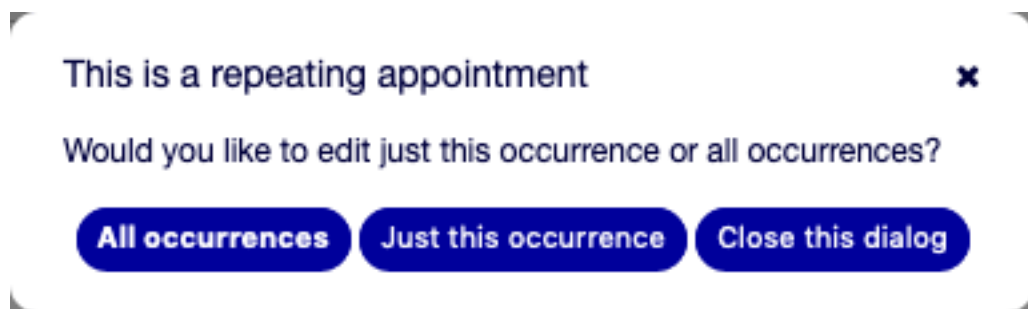 This is a repeating appointment
Would you like to edit just this occurrence or all occurrences?
All occurrences Just this occurrence Close this dialog